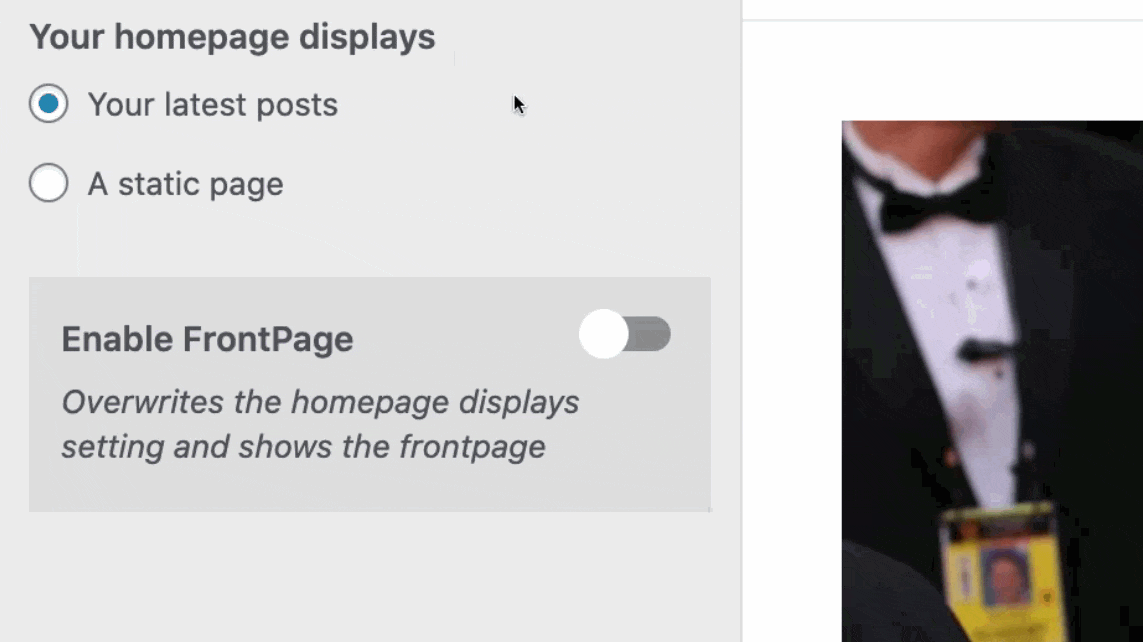 Your homepage displays
Your latest posts
A static page
Enable FrontPage
Overwrites the homepage displays
setting and shows the frontpage